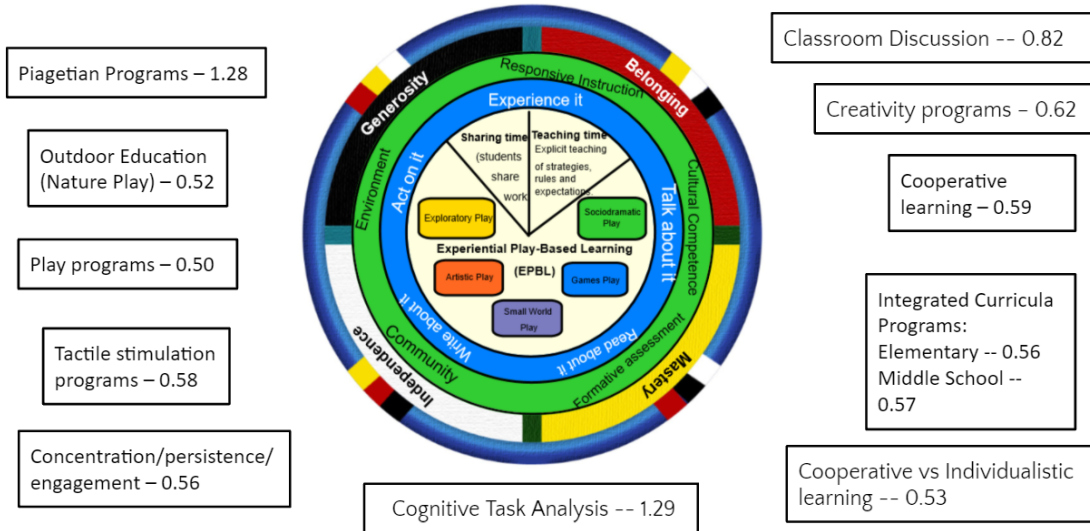 Piagetian Programs – 1.28
Outdoor Education
(Nature Play) – 0.52
Play programs – 0.50
Tactile stimulation
programs – 0.58
Concentration/persistence/
engagement – 0.56
Generosity
Belonging
Mastery
Independence
Responsive Instruction
Cultural Competence
Formative assessment
Community
Environment
Experience it
Talk about it
Read about it
Write about it
Act on it
Sharing time
(students
share
work
Teaching time
Explicit teaching
of strategies,
rules and
expectations.
Exploratory Play
Sociodramatic
Play
Experiential Play-Based Learning
(EPBL)
Artistic Play
Games Play
Small World
Play
Cognitive Task Analysis -- 1.29
Classroom Discussion -- 0.82
Creativity programs – 0.62
Cooperative
learning – 0.59
Integrated Curricula
Programs:
Elementary -- 0.56
Middle School --
0.57
Cooperative vs Individualistic
learning -- 0.53